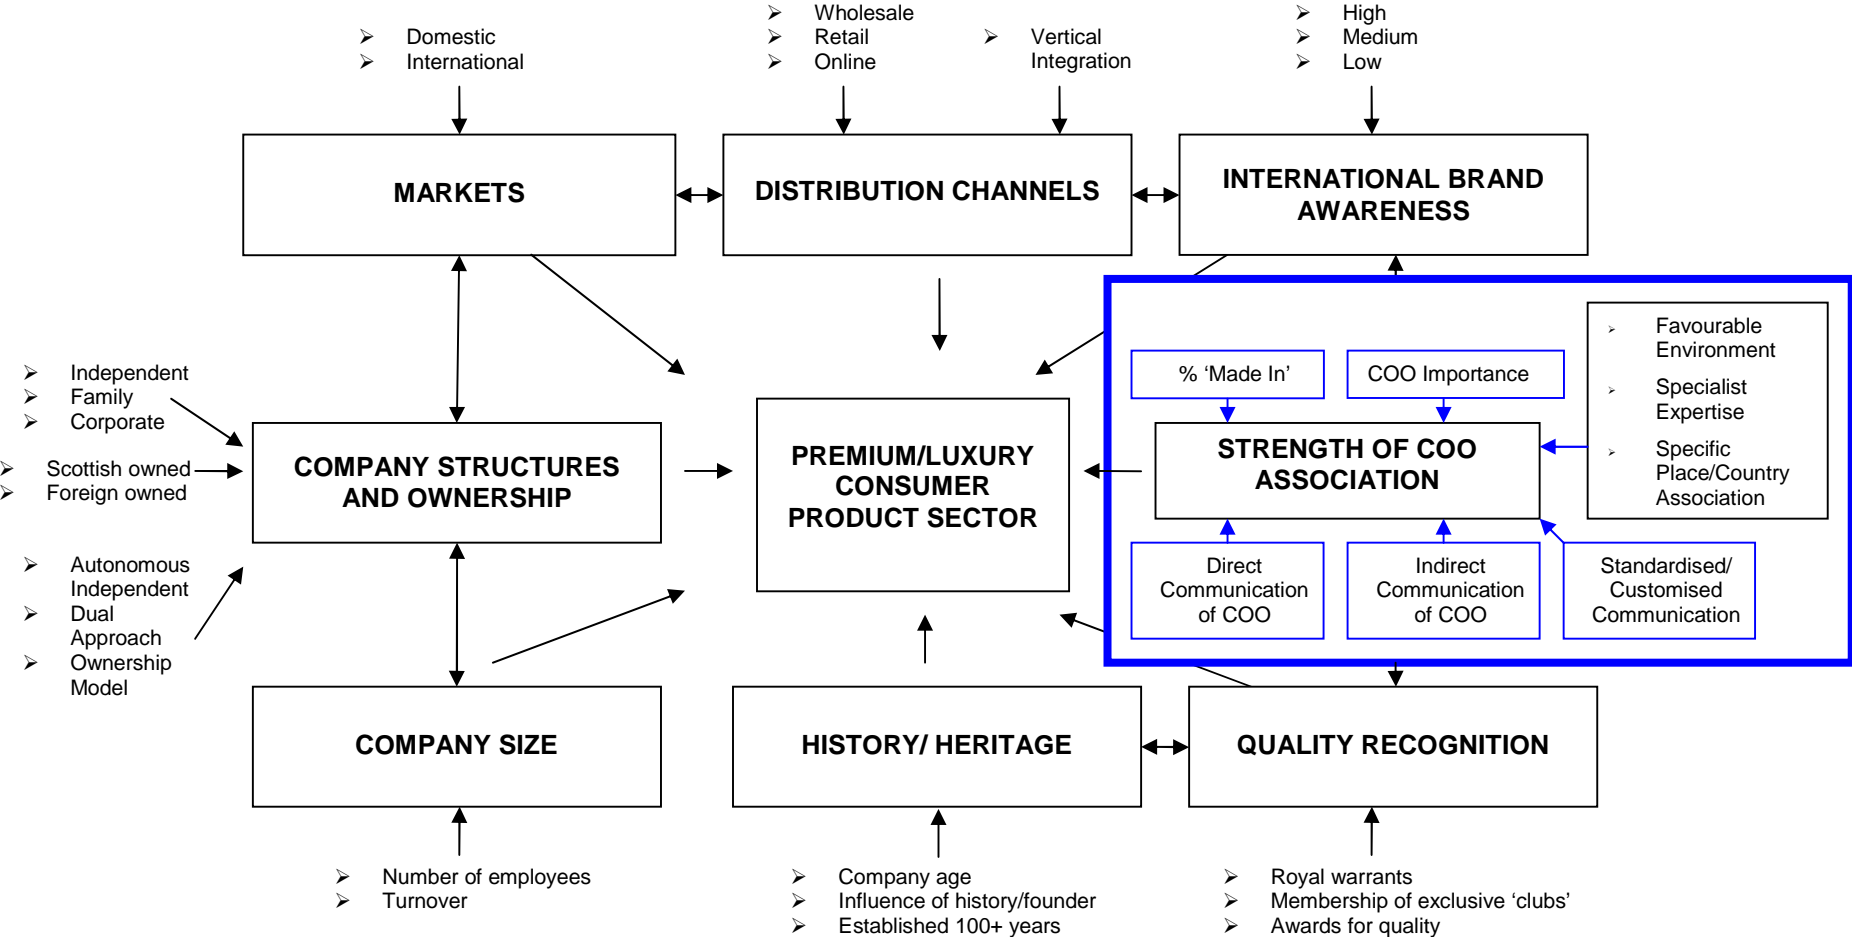 ➢ Domestic
➢ International
➢ Wholesale
➢ Retail
➢ Online
➢ Vertical
Integration
➢ High
➢ Medium
➢ Low
MARKETS
DISTRIBUTION CHANNELS
INTERNATIONAL BRAND
AWARENESS
➢ Independent
➢ Family
➢ Corporate
➢ Scottish owned
➢ Foreign owned
➢ Autonomous
Independent
➢ Dual
Approach
➢ Ownership
Model
COMPANY STRUCTURES
AND OWNERSHIP
PREMIUM/LUXURY
CONSUMER
PRODUCT SECTOR
% ‘Made In’
COO Importance
STRENGTH OF COO
ASSOCIATION
➢ Favourable
Environment
➢ Specialist
Expertise
➢ Specific
Place/Country
Association
Direct
Communication
of COO
Indirect
Communication
of COO
Standardised/
Customised
Communication
COMPANY SIZE
HISTORY/ HERITAGE
QUALITY RECOGNITION
➢ Number of employees
➢ Turnover
➢ Company age
➢ Influence of history/founder
➢ Established 100+ years
➢ Royal warrants
➢ Membership of exclusive ‘clubs’
➢ Awards for quality